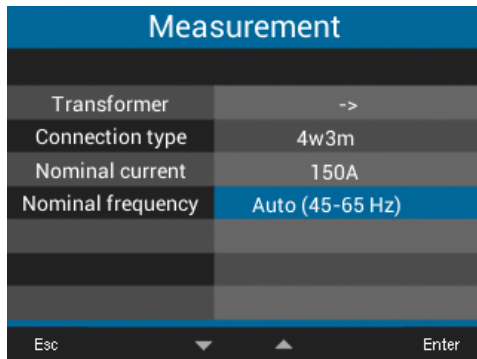 Measurement
Transformer ->
Connection type 4w3m
Nominal current 150A
Nominal frequency Auto (45-65 Hz)
Esc Enter